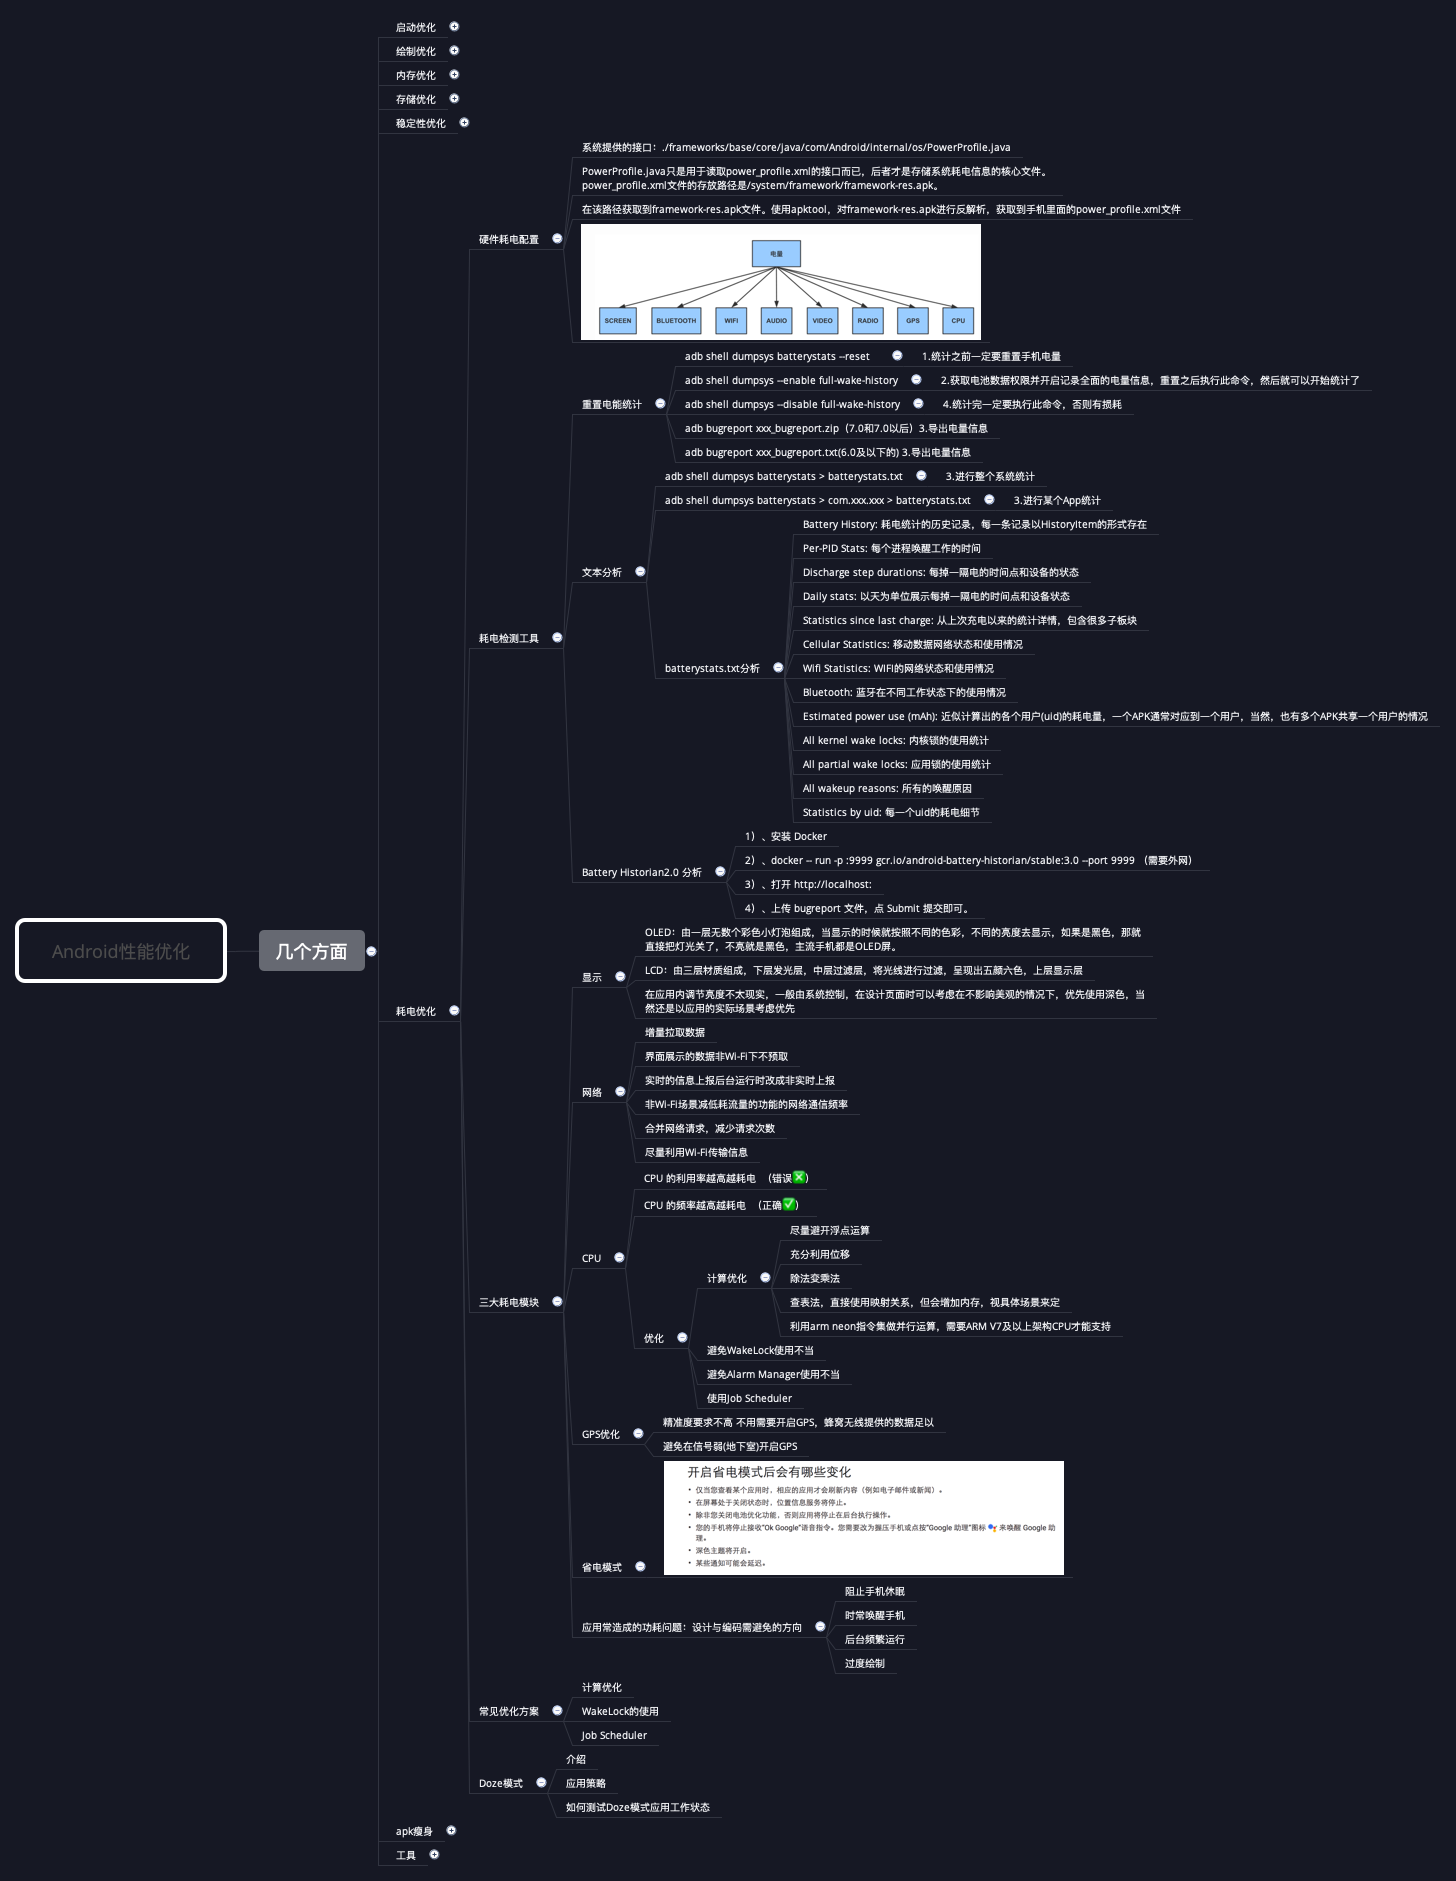 启动优化
绘制优化
内存优化
存储优化
稳定性优化
系统提供的接口：./frameworks/base/core/java/com/Android/internal/os/PowerProfile.java
PowerProfile.java只是用于读取power_profile.xml的接口而已，后者才是存储系统耗电信息的核心文件。
power_profile.xml文件的存放路径是/system/framework/framework-res.apk。
在该路径获取到framework-res.apk文件。使用apktool，对framework-res.apk进行反解析，获取到手机里面的power_profile.xml文件
硬件耗电配置
电量
SCREEN BLUETOOTH WIFI AUDIO VIDEO RADIO GPS CPU
adb shell dumpsys batterystats --reset 1.统计之前一定要重置手机电量
adb shell dumpsys --enable full-wake-history 2.获取电池数据权限并开启记录全面的电量信息，重置之后执行此命令，然后就可以开始统计了
重置电能统计
adb shell dumpsys --disable full-wake-history 4.统计完一定要执行此命令，否则有损耗
adb bugreport xxx_bugreport.zip（7.0和7.0以后）3.导出电量信息
adb bugreport xxx_bugreport.txt(6.0及以下的) 3.导出电量信息
adb shell dumpsys batterystats > batterystats.txt 3.进行整个系统统计
adb shell dumpsys batterystats > com.xxx.xxx > batterystats.txt 3.进行某个App统计
Battery History: 耗电统计的历史记录，每一条记录以HistoryItem的形式存在
Per-PID Stats: 每个进程唤醒工作的时间
文本分析
Discharge step durations: 每掉一隔电的时间点和设备的状态
Daily stats: 以天为单位展示每掉一隔电的时间点和设备状态
Statistics since last charge: 从上次充电以来的统计详情，包含很多子板块
耗电检测工具
Cellular Statistics: 移动数据网络状态和使用情况
batterystats.txt分析
Wifi Statistics: WIFI的网络状态和使用情况
Bluetooth: 蓝牙在不同工作状态下的使用情况
Estimated power use (mAh): 近似计算出的各个用户(uid)的耗电量，一个APK通常对应到一个用户，当然，也有多个APK共享一个用户的情况
All kernel wake locks: 内核锁的使用统计
All partial wake locks: 应用锁的使用统计
All wakeup reasons: 所有的唤醒原因
Statistics by uid: 每一个uid的耗电细节
1）、安装 Docker
2）、docker -- run -p :9999 gcr.io/android-battery-historian/stable:3.0 --port 9999 （需要外网）
Battery Historian2.0 分析
3）、打开 http://localhost:
4）、上传 bugreport 文件，点 Submit 提交即可。
Android性能优化
几个方面
耗电优化
OLED：由一层无数个彩色小灯泡组成，当显示的时候就按照不同的色彩，不同的亮度去显示，如果是黑色，那就
直接把灯光关了，不亮就是黑色，主流手机都是OLED屏。
显示
LCD：由三层材质组成，下层发光层，中层过滤层，将光线进行过滤，呈现出五颜六色，上层显示层
在应用内调节亮度不太现实，一般由系统控制，在设计页面时可以考虑在不影响美观的情况下，优先使用深色，当
然还是以应用的实际场景考虑优先
增量拉取数据
界面展示的数据非Wi-Fi下不预取
实时的信息上报后台运行时改成非实时上报
网络
非Wi-Fi场景减低耗流量的功能的网络通信频率
合并网络请求，减少请求次数
尽量利用Wi-Fi传输信息
CPU 的利用率越高越耗电 （错误❎）
CPU 的频率越高越耗电 （正确✅）
CPU
尽量避开浮点运算
充分利用位移
计算优化
除法变乘法
查表法，直接使用映射关系，但会增加内存，视具体场景来定
利用arm neon指令集做并行运算，需要ARM V7及以上架构CPU才能支持
三大耗电模块
优化
避免WakeLock使用不当
避免Alarm Manager使用不当
使用Job Scheduler
GPS优化
精准度要求不高 不用需要开启GPS，蜂窝无线提供的数据足以
避免在信号弱(地下室)开启GPS
开启省电模式后会有哪些变化
• 仅当您查看某个应用时，相应的应用才会刷新内容（例如电子邮件或新闻）。
• 在屏幕处于关闭状态时，位置信息服务将停止。
• 除非您关闭电池优化功能，否则应用将停止在后台执行操作。
• 您的手机将停止接收"Ok Google"语音指令。您需要改为握压手机或点按"Google 助理"图标 来唤醒 Google 助
理。
• 深色主题将开启。
• 某些通知可能会延迟。
省电模式
阻止手机休眠
时常唤醒手机
应用常造成的功耗问题：设计与编码需避免的方向
后台频繁运行
过度绘制
计算优化
常见优化方案
WakeLock的使用
Job Scheduler
介绍
Doze模式
应用策略
如何测试Doze模式应用工作状态
apk瘦身
工具